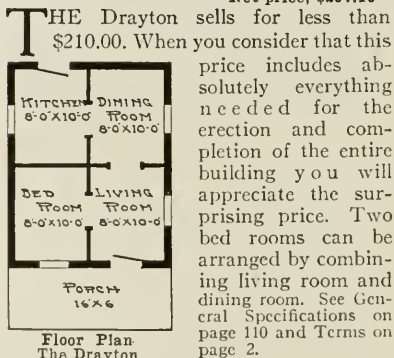 THE Drayton sells for less than
$210.00. When you consider that this
price includes ab-
solutely everything
needed for the
erection and com-
pletion of the entire
building you will
appreciate the sur-
prising price. Two
bed rooms can be
arranged by combin-
ing living room and
dining room. See Gen-
eral Specifications on
page 110 and Terms on
page 2.
KITCHEN
8'-0"X10'-0"
DINING
ROOM
8'-0"X10'-0"
BED
ROOM
8'-0"X10'-0"
LIVING
ROOM
8'-0"X10'-0"
PORCH
16'X6'
Floor Plan
The Drayton